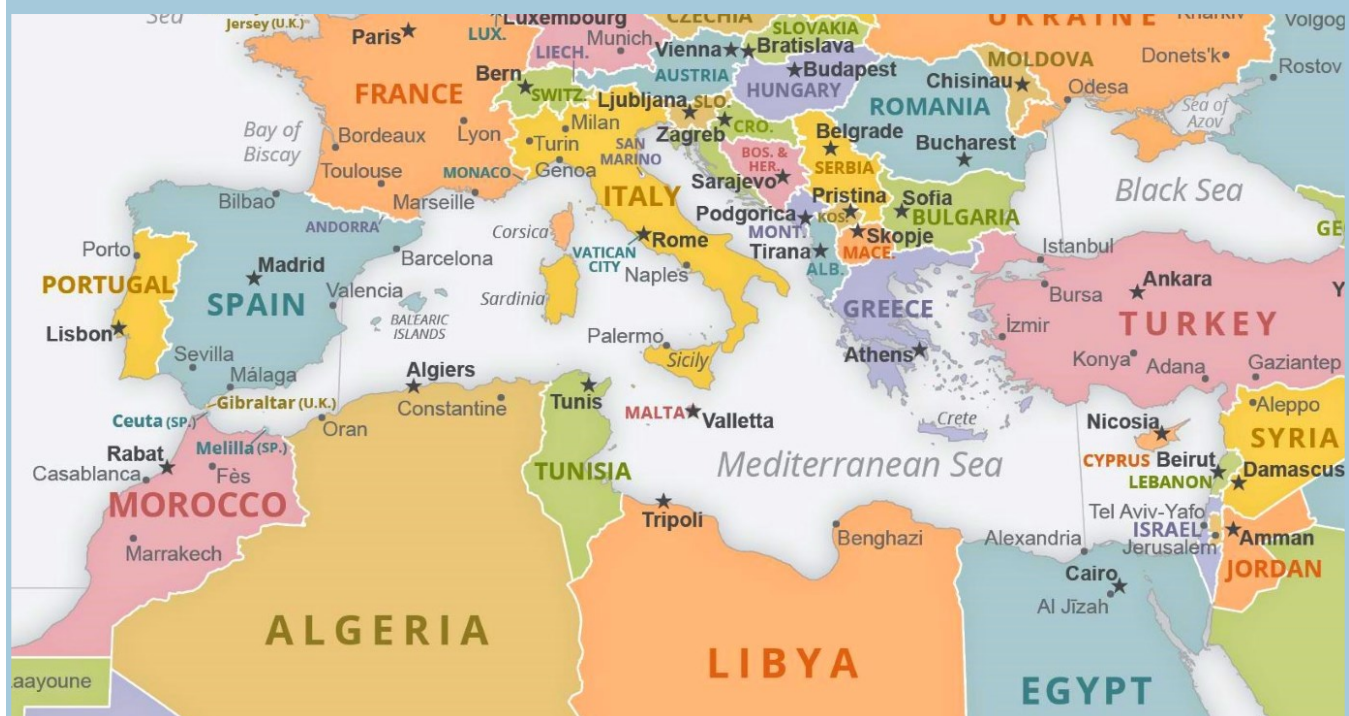 Sea
Jersey (U.K.)
Paris
LUX.
Luxembourg
CZECHIA
SLOVAKIA
UKRAINE
Kharkiv
Volgog
LIECH.
Munich
Vienna
Bratislava
MOLDOVA
Donets'k
Rostov
FRANCE
Bern
SWITZ.
AUSTRIA
HUNGARY
Budapest
Chisinau
Odesa
Sea of
Azov
Ljubljana
SLO.
ROMANIA
Bay of
Biscay
Bordeaux
Lyon
Milan
Turin
Zagreb
CRO.
Belgrade
Bucharest
Toulouse
MONACO
Genoa
SAN
MARINO
BOS. &
HER.
SERBIA
Sarajevo
Bilbao
Marseille
ITALY
Pristina
Sofia
Black Sea
ANDORRA
Corsica
Podgorica
KOS.
BULGARIA
GE
Porto
Barcelona
VATICAN
CITY
Rome
MONT.
Skopje
Istanbul
Tirana
MACE.
Madrid
Naples
ALB.
PORTUGAL
SPAIN
Valencia
Sardinia
Bursa
Ankara
Y
BALEARIC
ISLANDS
GREECE
TURKEY
Lisbon
Palermo
İzmir
Sevilla
Sicily
Athens
Konya
Adana
Gaziantep
Málaga
Algiers
Gibraltar (U.K.)
Constantine
Tunis
MALTA
Valletta
Crete
Nicosia
Aleppo
Ceuta (SP.)
Oran
SYRIA
Melilla (SP.)
Rabat
CYPRUS
Beirut
Casablanca
Fès
TUNISIA
Mediterranean Sea
LEBANON
Damascus
MOROCCO
Tripoli
Tel Aviv-Yafo
Benghazi
Alexandria
ISRAEL
Amman
Marrakech
Jerusalem
Cairo
JORDAN
Al Jīzah
ALGERIA
LIBYA
EGYPT
aayoune